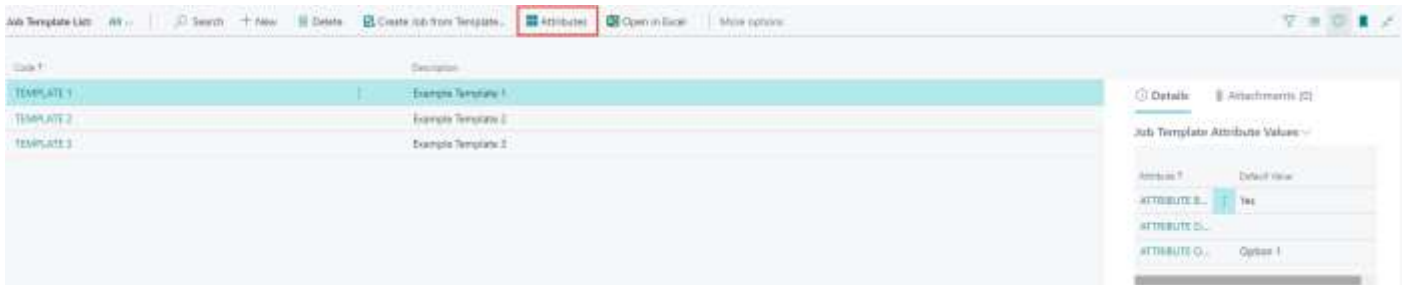 Job Template List: All Search + New Delete Create Job from Template... Attributes Open in Excel More options
Code ↑ Description
TEMPLATE 1 Example Template 1
TEMPLATE 2 Example Template 2
TEMPLATE 3 Example Template 3
Details Attachments (0)
Job Template Attribute Values
Attribute ↑ Default Value
ATTRIBUTE B... Yes
ATTRIBUTE D...
ATTRIBUTE O... Option 1